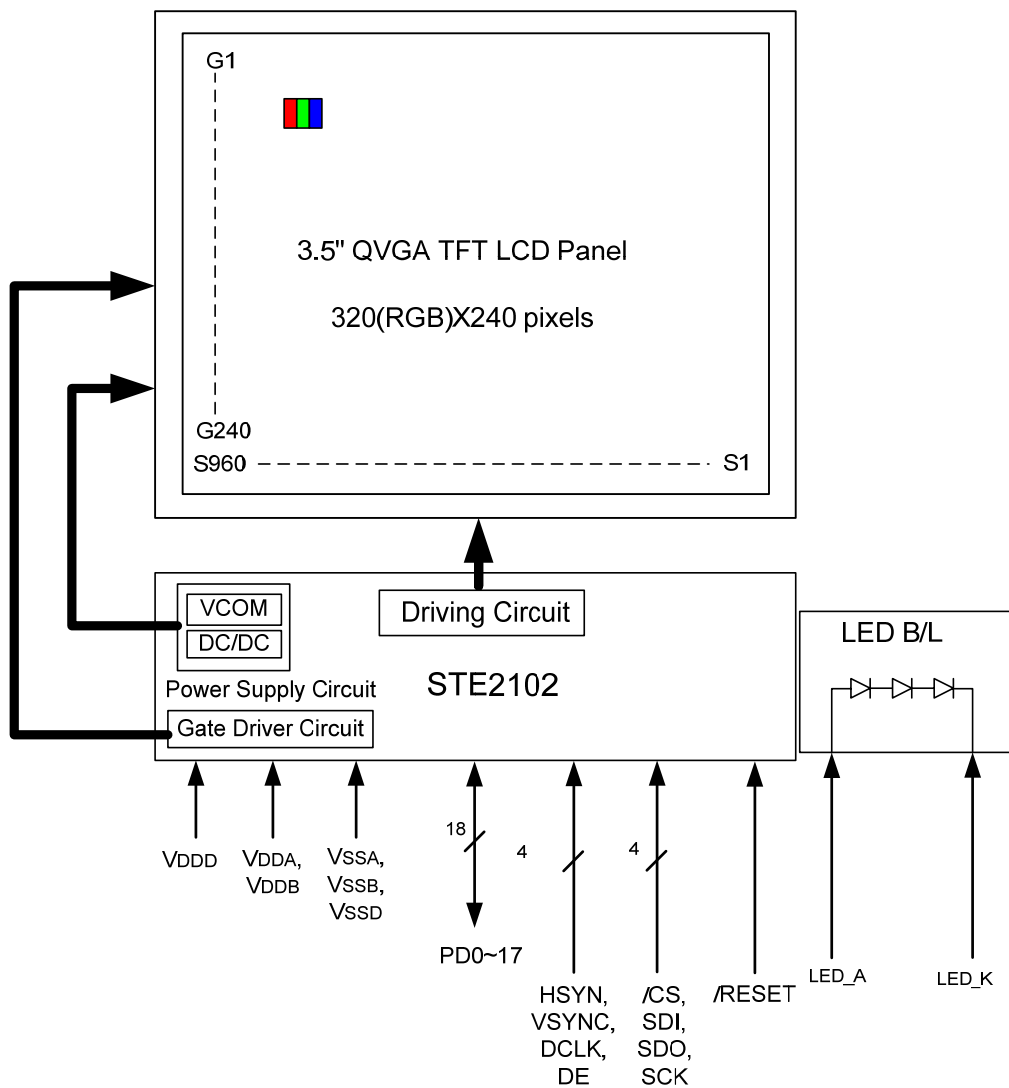 G1
3.5" QVGA TFT LCD Panel
320(RGB)X240 pixels
G240
S960
S1
VCOM
DC/DC
Driving Circuit
Power Supply Circuit
STE2102
Gate Driver Circuit
LED B/L
VDDD
VDDA,
VDDB
VSSA,
VSSB,
VSSD
18
PD0~17
4
HSYN,
VSYNC,
DCLK,
DE
4
/CS,
SDI,
SDO,
SCK
/RESET
LED_A
LED_K